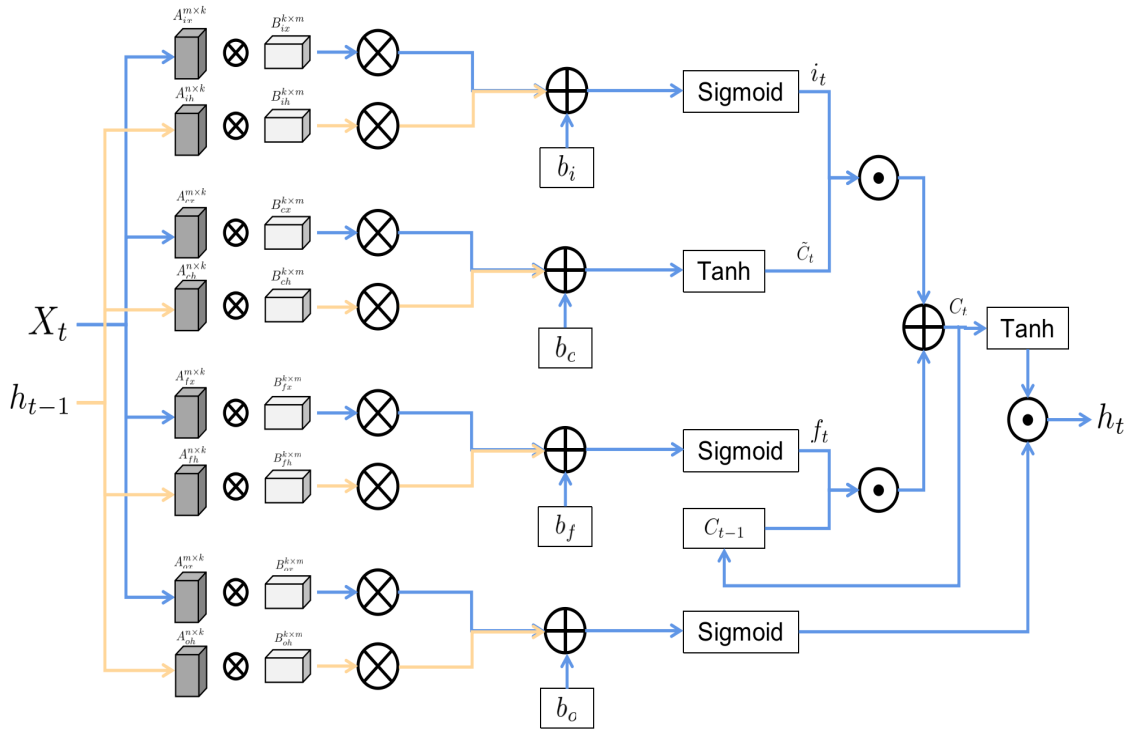 A_{ix}^{m×k}
B_{ix}^{k×m}
A_{ih}^{n×k}
B_{ih}^{k×m}
Sigmoid
i_t
b_i
A_{cx}^{m×k}
B_{cx}^{k×m}
A_{ch}^{n×k}
B_{ch}^{k×m}
Tanh
C̃_t
b_c
X_t
h_{t−1}
C_t
Tanh
h_t
A_{fx}^{m×k}
B_{fx}^{k×m}
A_{fh}^{n×k}
B_{fh}^{k×m}
Sigmoid
f_t
b_f
C_{t−1}
A_{ox}^{m×k}
B_{ox}^{k×m}
A_{oh}^{n×k}
B_{oh}^{k×m}
Sigmoid
b_o